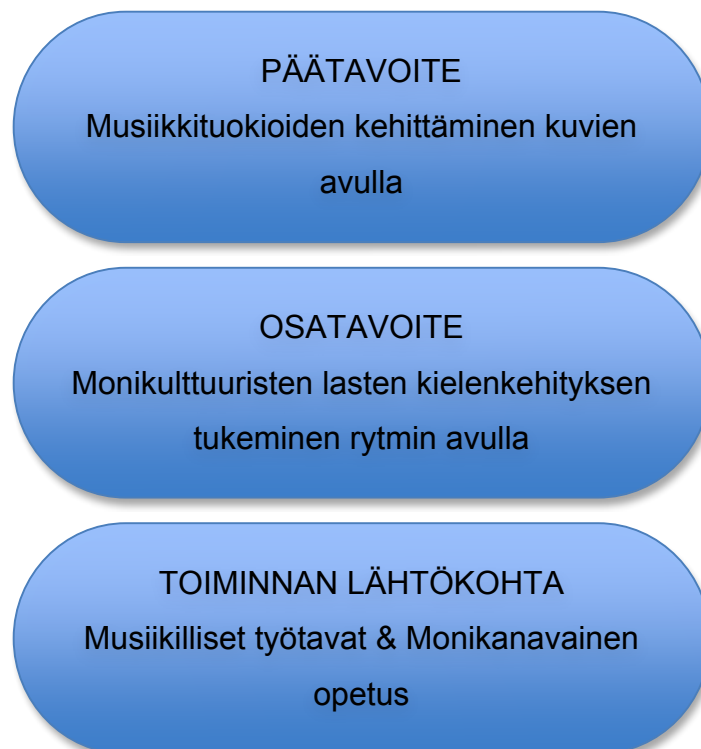 PÄÄTAVOITE
Musiikkituokioiden kehittäminen kuvien
avulla
OSATAVOITE
Monikulttuuristen lasten kielenkehityksen
tukeminen rytmin avulla
TOIMINNAN LÄHTÖKOHTA
Musiikilliset työtavat & Monikanavainen
opetus